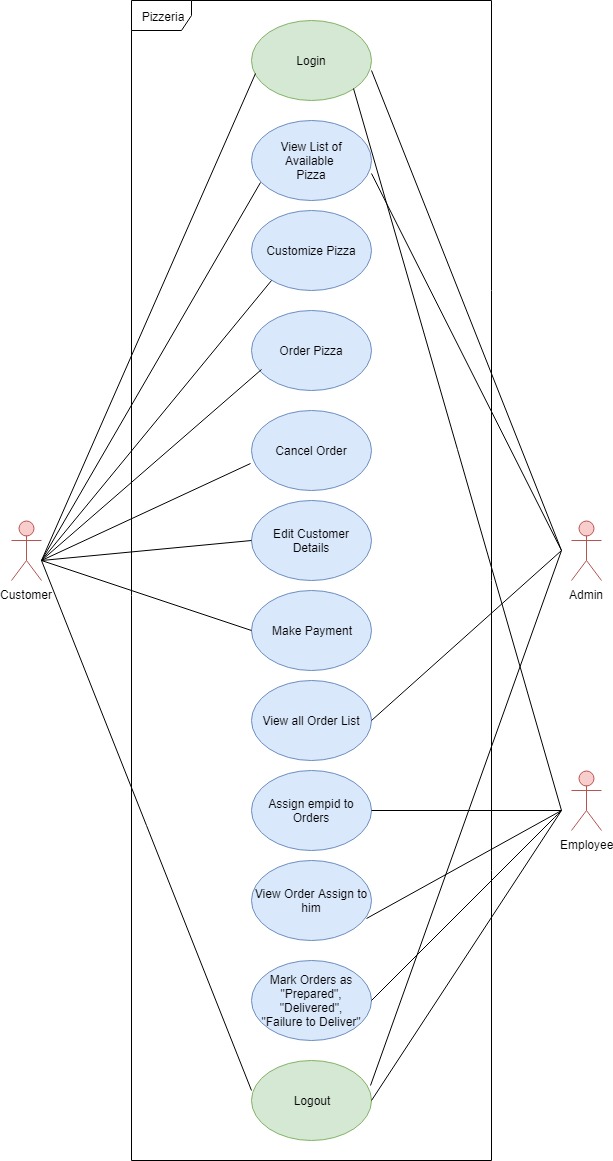 Pizzeria
Login
View List of
Available
Pizza
Customize Pizza
Order Pizza
Cancel Order
Edit Customer
Details
Customer
Admin
Make Payment
View all Order List
Assign empid to
Orders
Employee
View Order Assign to
him
Mark Orders as
"Prepared",
"Delivered",
"Failure to Deliver"
Logout